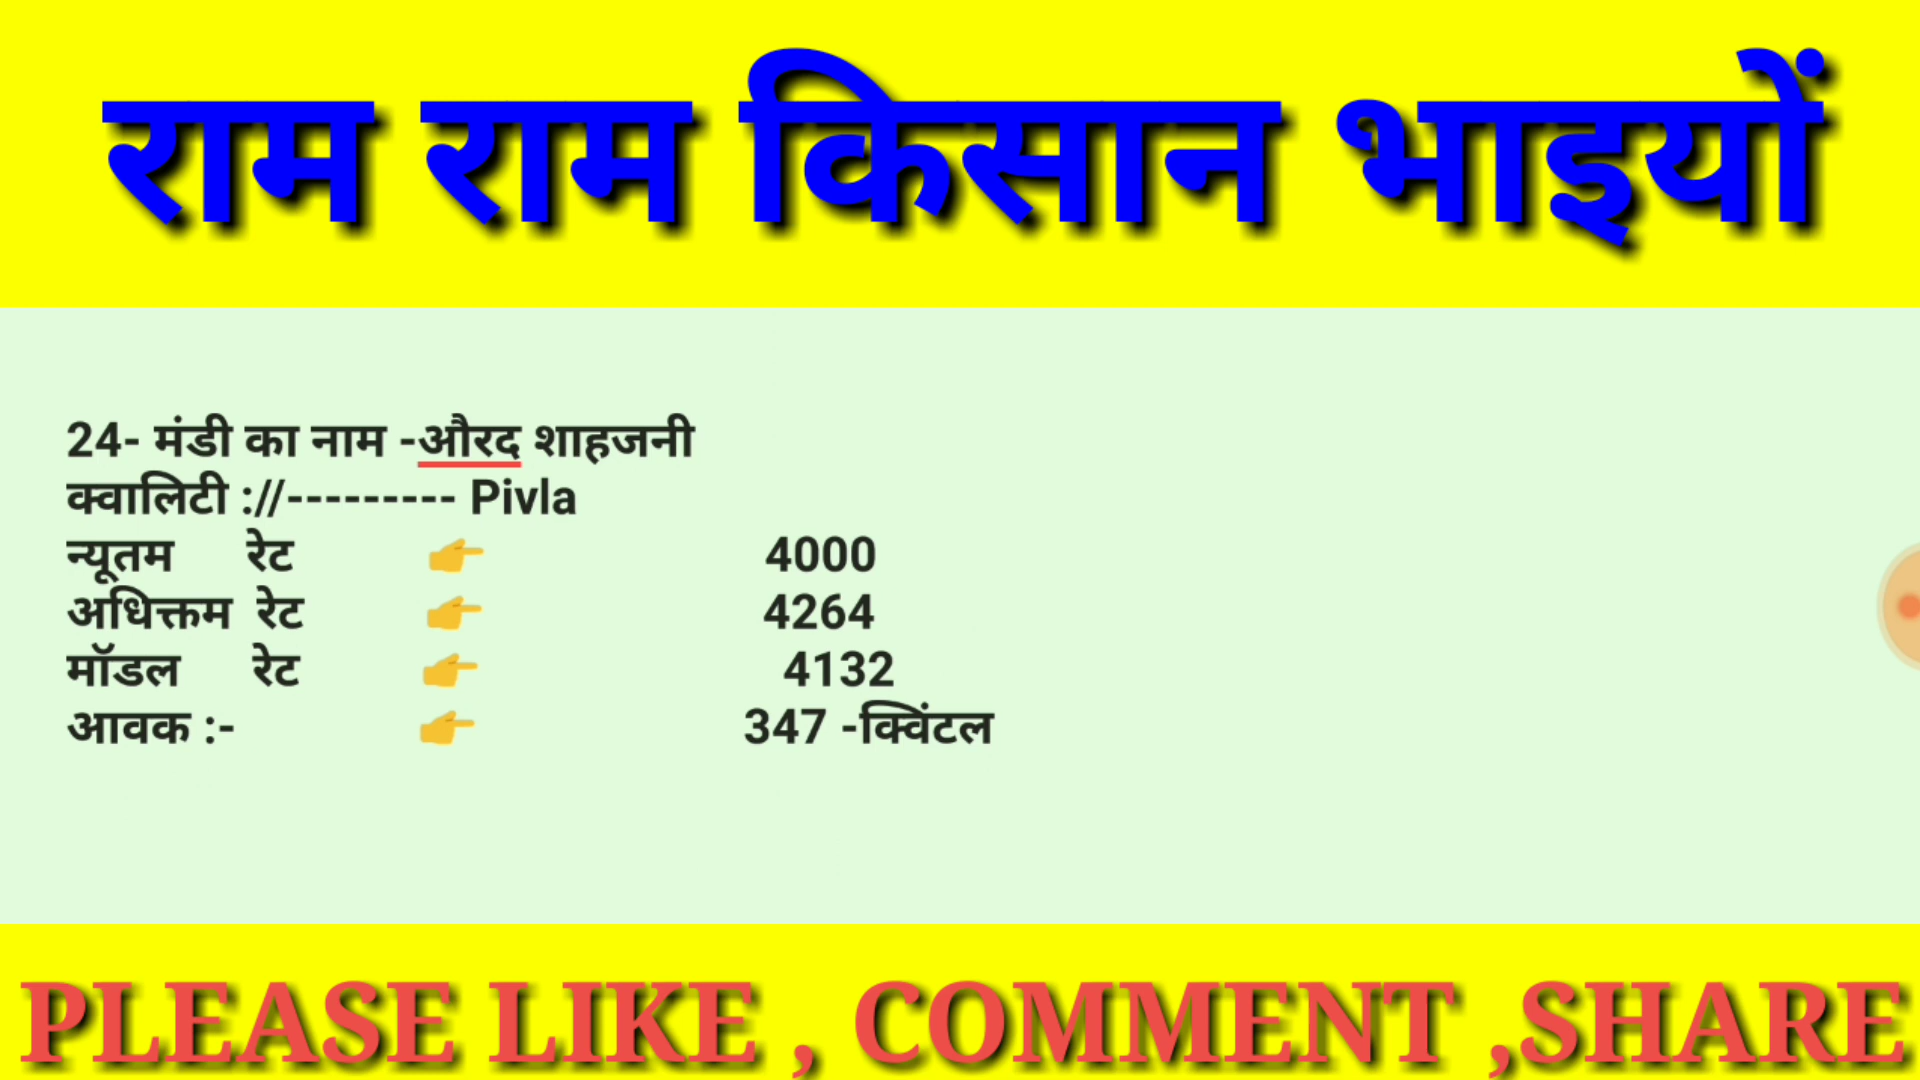 राम राम किसान भाइयों
24- मंडी का नाम -औरद शाहजनी
क्वालिटी ://--------- Pivla
न्यूतम रेट 👉 4000
अधिक्तम रेट 👉 4264
मॉडल रेट 👉 4132
आवक :- 👉 347 -क्विंटल
PLEASE LIKE , COMMENT ,SHARE